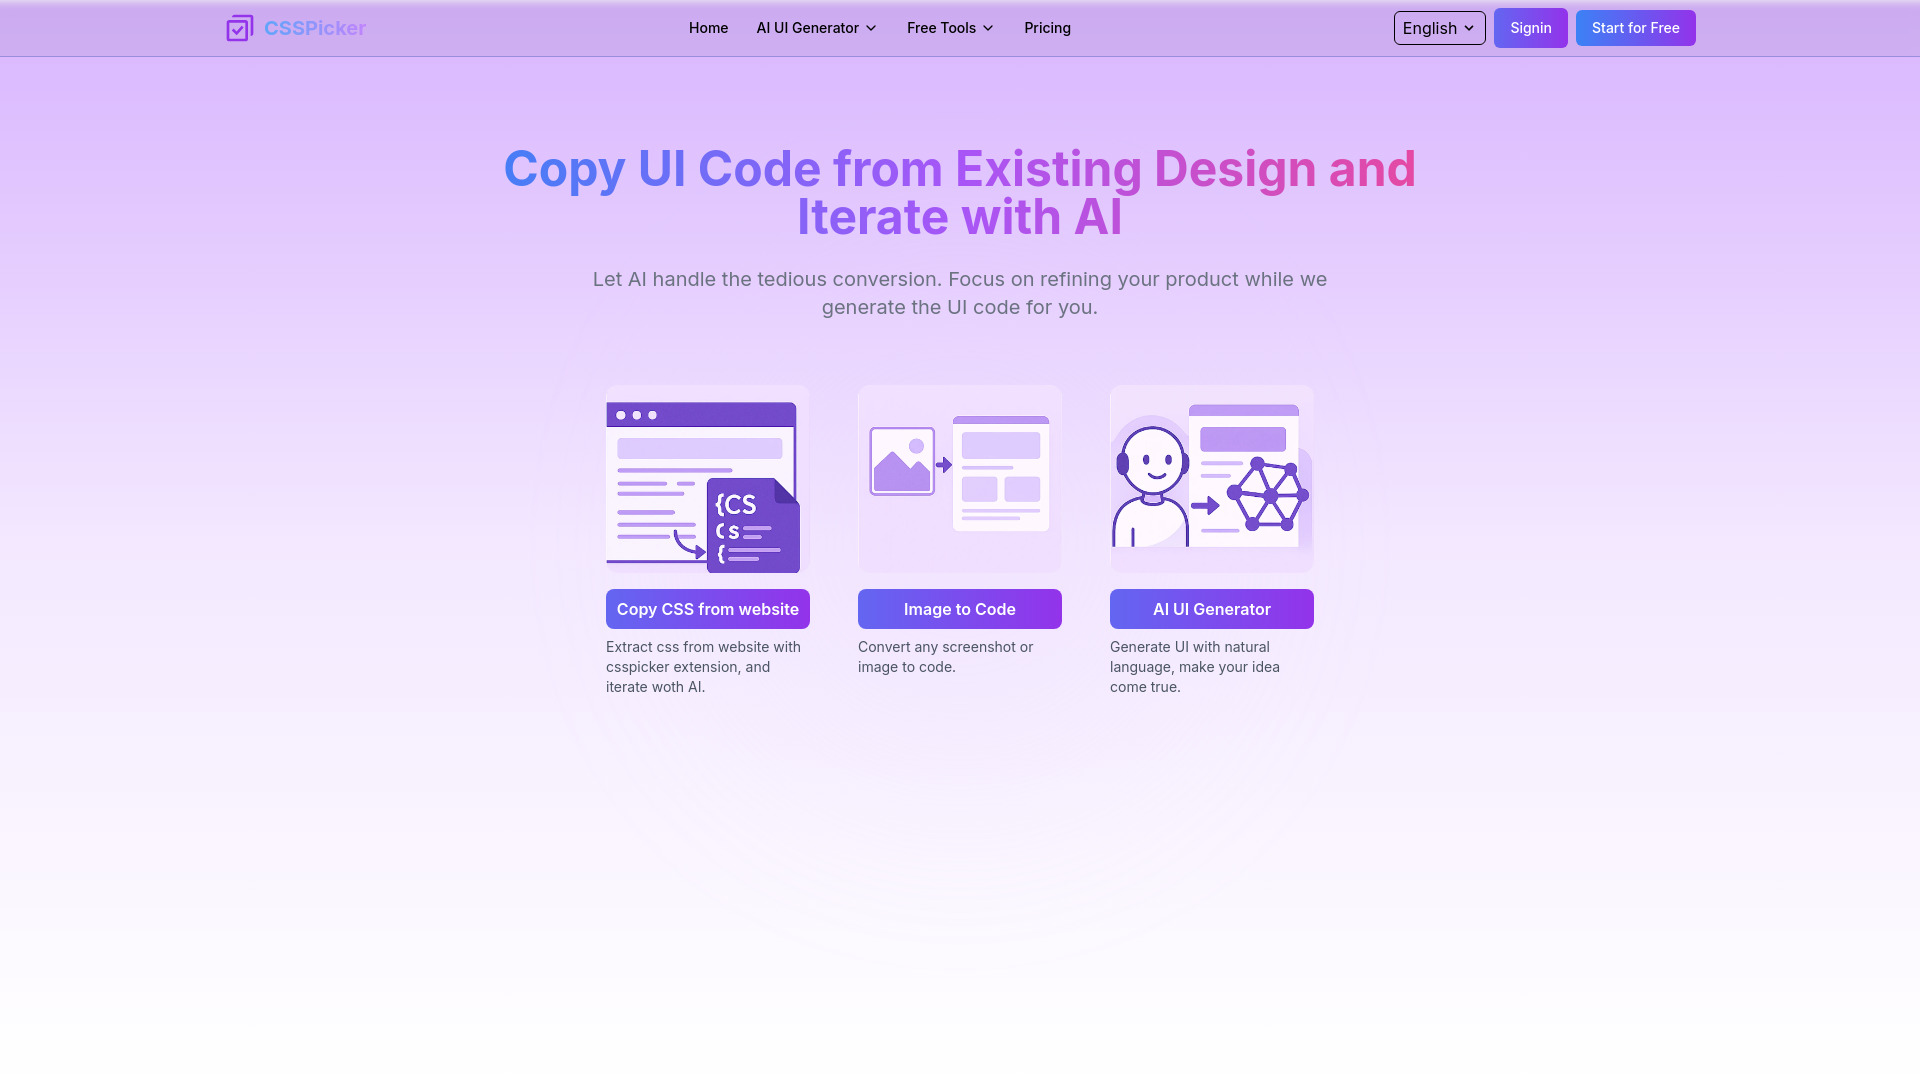 CSSPicker
Home
AI UI Generator
Free Tools
Pricing
English
Signin
Start for Free
Copy UI Code from Existing Design and
Iterate with AI
Let AI handle the tedious conversion. Focus on refining your product while we
generate the UI code for you.
{CS
Cs
{
Copy CSS from website
Extract css from website with
csspicker extension, and
iterate woth AI.
Image to Code
Convert any screenshot or
image to code.
AI UI Generator
Generate UI with natural
language, make your idea
come true.